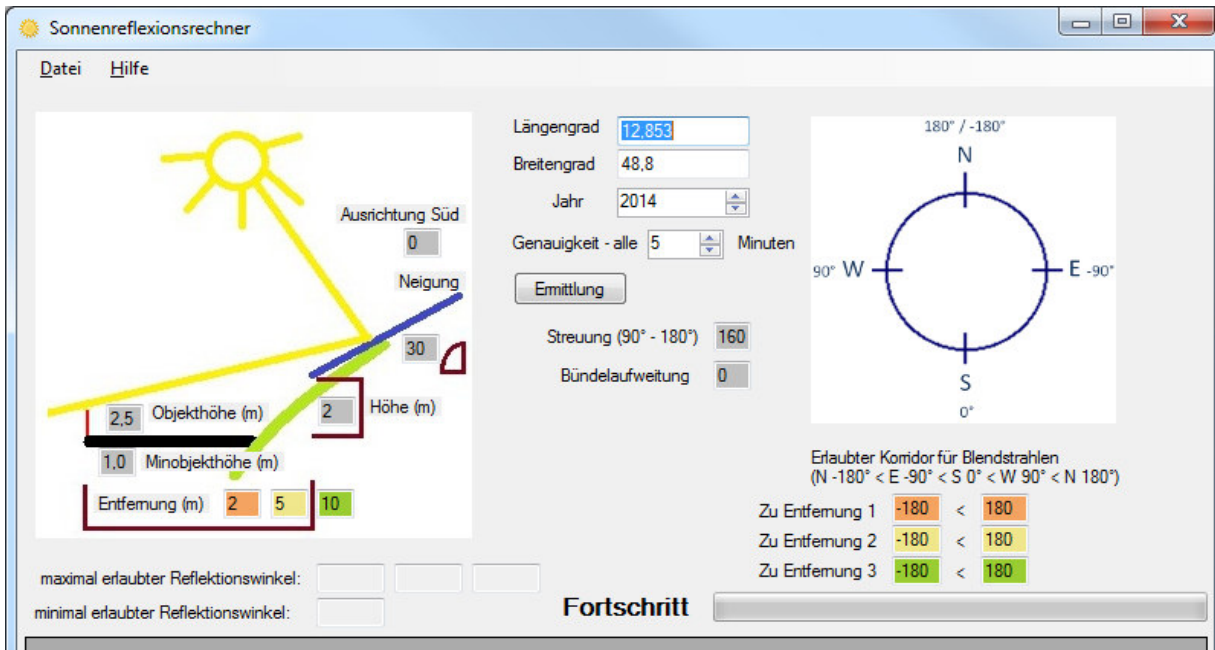 Sonnenreflexionsrechner
Datei Hilfe
Ausrichtung Süd
0
Neigung
30
2,5 Objekthöhe (m)
2 Höhe (m)
1,0 Minobjekthöhe (m)
Entfernung (m) 2 5 10
maximal erlaubter Reflektionswinkel:
minimal erlaubter Reflektionswinkel:
Längengrad 12,853
Breitengrad 48,8
Jahr 2014
Genauigkeit - alle 5 Minuten
Ermittlung
Streuung (90° - 180°) 160
Bündelaufweitung 0
180° / -180°
N
90° W
E -90°
S
0°
Erlaubter Korridor für Blendstrahlen
(N -180° < E -90° < S 0° < W 90° < N 180°)
Zu Entfernung 1 -180 < 180
Zu Entfernung 2 -180 < 180
Zu Entfernung 3 -180 < 180
Fortschritt